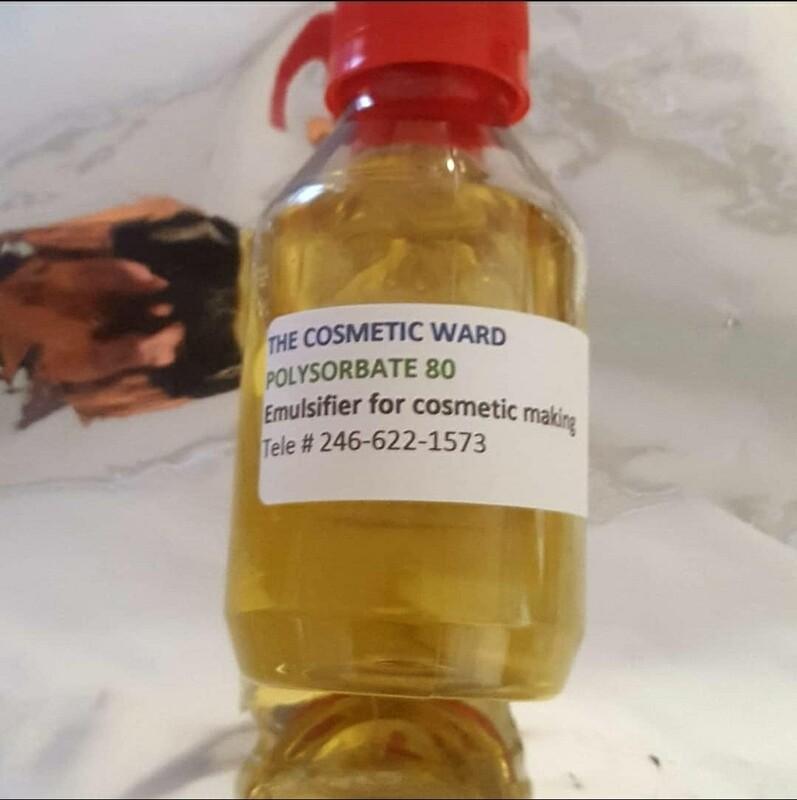 THE COSMETIC WARD
POLYSORBATE 80
Emulsifier for cosmetic making
Tele # 246-622-1573